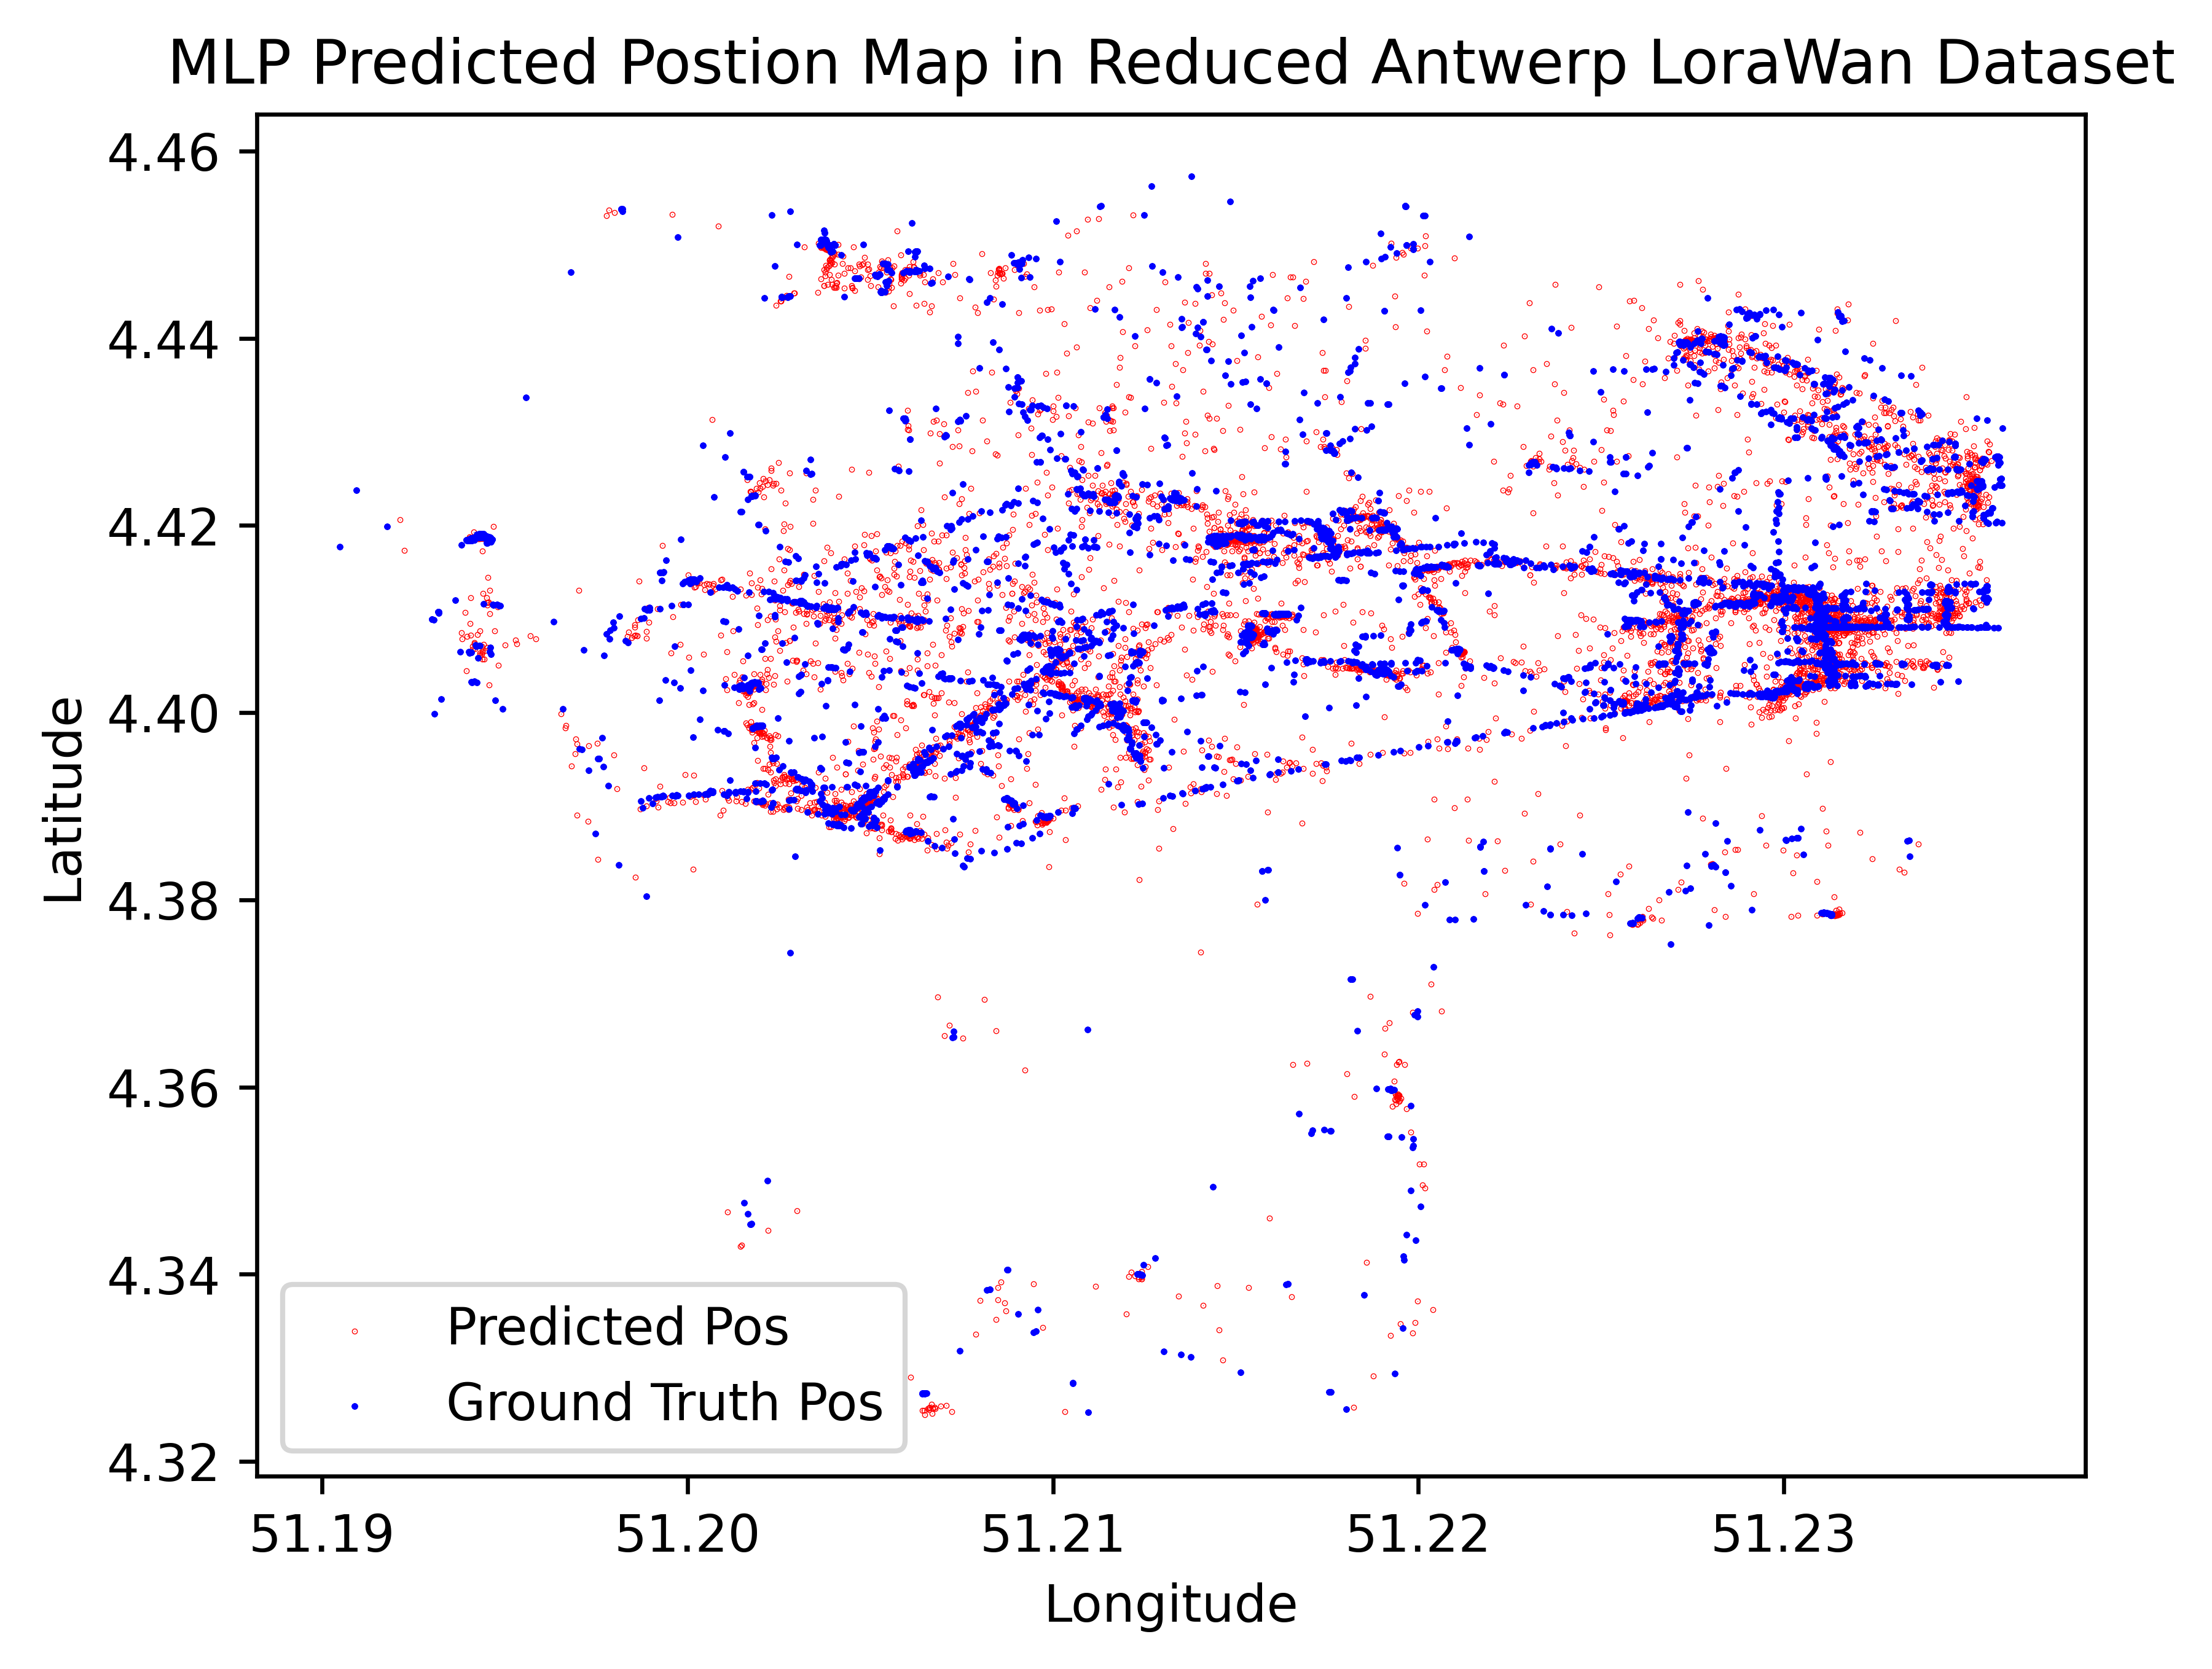 MLP Predicted Postion Map in Reduced Antwerp LoraWan Dataset
4.46
4.44
4.42
4.40
4.38
4.36
4.34
4.32
Latitude
Predicted Pos
Ground Truth Pos
51.19 51.20 51.21 51.22 51.23
Longitude